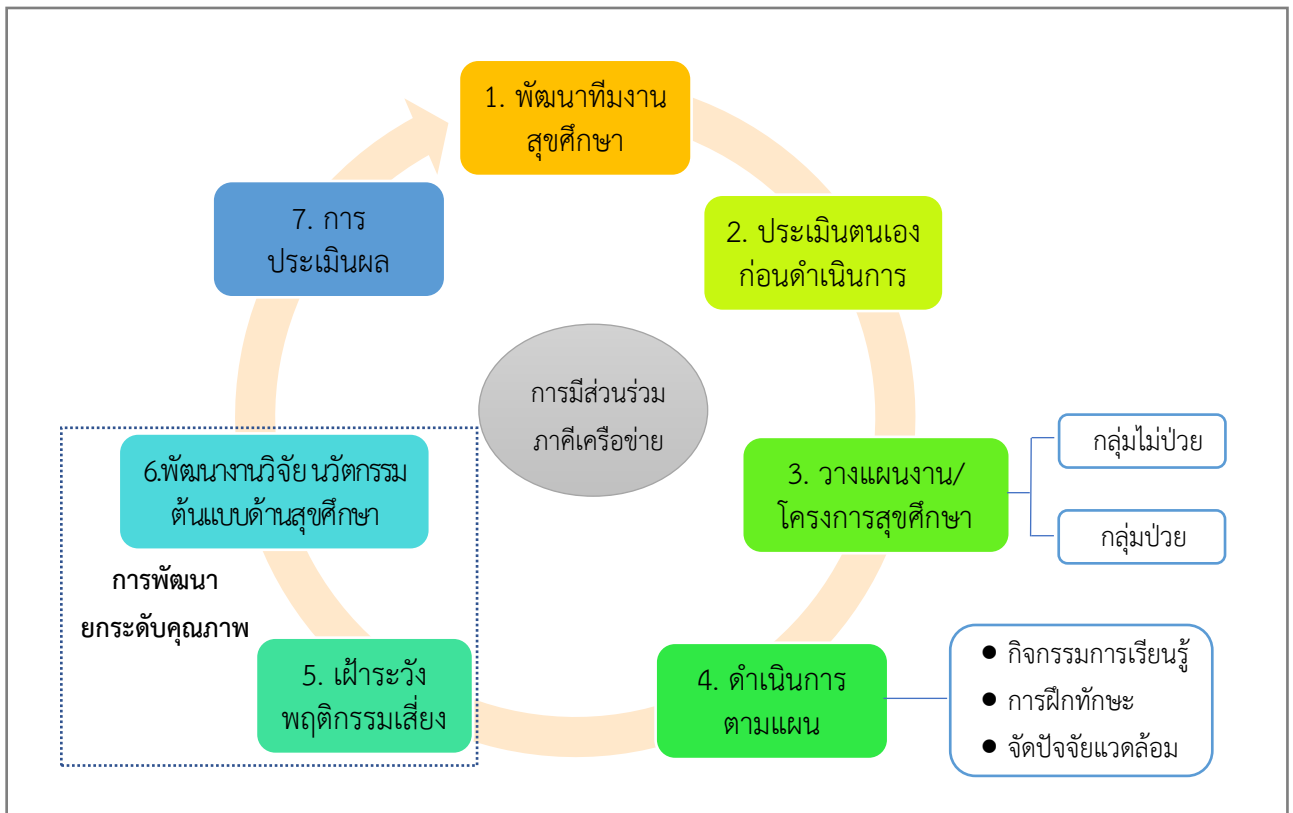 1. พัฒนาทีมงาน
สุขศึกษา
2. ประเมินตนเอง
ก่อนดำเนินการ
3. วางแผนงาน/
โครงการสุขศึกษา
กลุ่มไม่ป่วย
กลุ่มป่วย
4. ดำเนินการ
ตามแผน
● กิจกรรมการเรียนรู้
● การฝึกทักษะ
● จัดปัจจัยแวดล้อม
5. เฝ้าระวัง
พฤติกรรมเสี่ยง
6.พัฒนางานวิจัย นวัตกรรม
ต้นแบบด้านสุขศึกษา
การพัฒนา
ยกระดับคุณภาพ
7. การ
ประเมินผล
การมีส่วนร่วม
ภาคีเครือข่าย